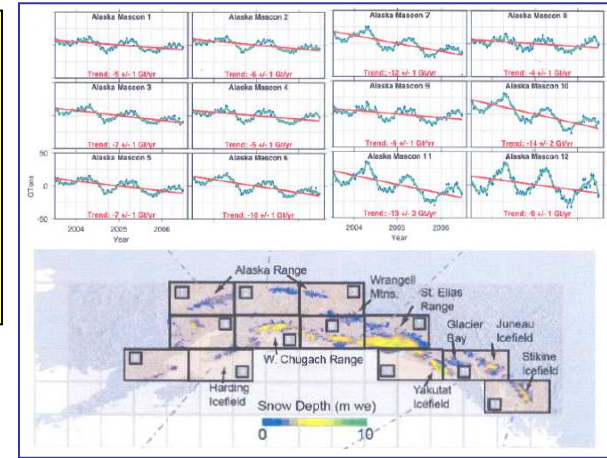 Alaska Mascon 1
Alaska Mascon 2
Trend: -5 +/- 1 Gt/yr
Trend: -6 +/- 1 Gt/yr
Alaska Mascon 3
Alaska Mascon 4
Trend: -7 +/- 1 Gt/yr
Trend: -5 +/- 1 Gt/yr
Alaska Mascon 5
Alaska Mascon 6
50
0
-50
GTons
Trend: -7 +/- 1 Gt/yr
Trend: -10 +/- 1 Gt/yr
2004 2005 2006
Year
Alaska Mascon 7
Alaska Mascon 8
Trend: -12 +/- 1 Gt/yr
Trend: -4 +/- 1 Gt/yr
Alaska Mascon 9
Alaska Mascon 10
Trend: +/- 1 Gt/yr
Trend: -14 +/- 2 Gt/yr
Alaska Mascon 11
Alaska Mascon 12
Trend: -13 +/- Gt/yr
Trend: +/- 1 Gt/yr
2004 2005 2006
Year
Alaska Range
Wrangell
Mtns.
St. Elias
Range
Glacier
Bay
Juneau
Icefield
Stikine
Icefield
W. Chugach Range
Harding
Icefield
Yakutat
Icefield
Snow Depth (m we)
0 10